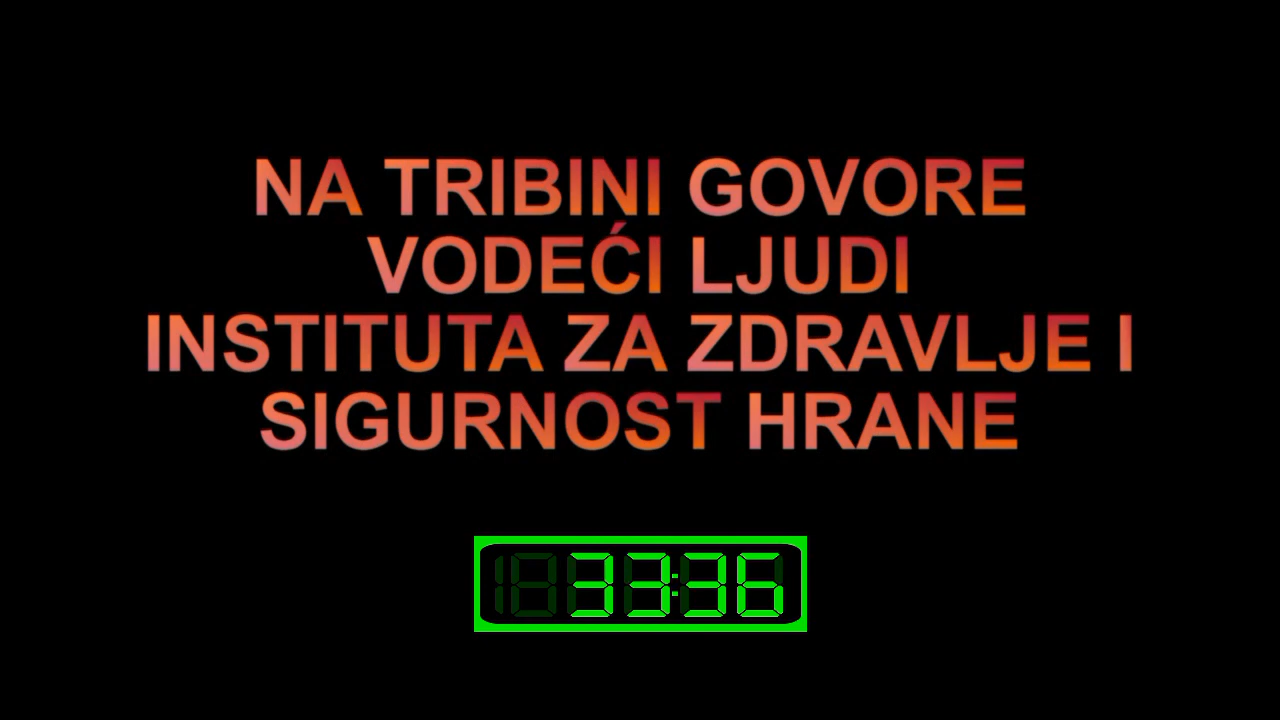 NA TRIBINI GOVORE
VODEĆI LJUDI
INSTITUTA ZA ZDRAVLJE I
SIGURNOST HRANE
33:36